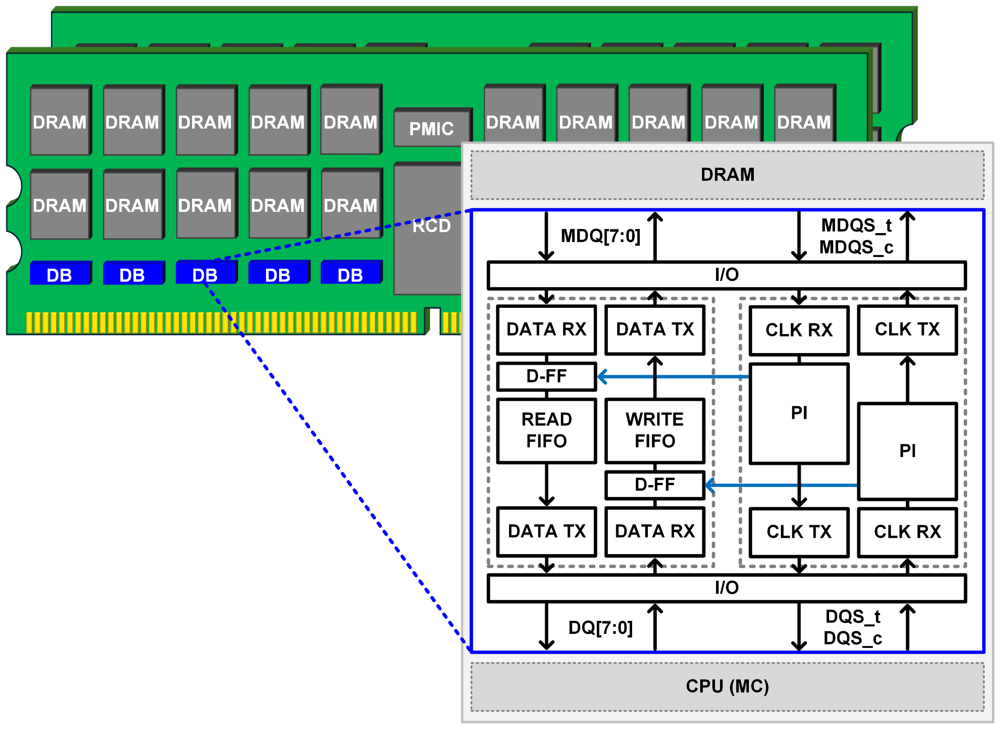 DRAM DRAM DRAM DRAM DRAM PMIC DRAM DRAM DRAM DRAM DRAM
DRAM DRAM DRAM DRAM DRAM RCD
DB DB DB DB DB
DRAM
MDQ[7:0] MDQS_t
MDQS_c
I/O
DATA RX DATA TX CLK RX CLK TX
D-FF
READ WRITE PI
FIFO FIFO PI
D-FF
DATA TX DATA RX CLK TX CLK RX
I/O
DQ[7:0] DQS_t
DQS_c
CPU (MC)